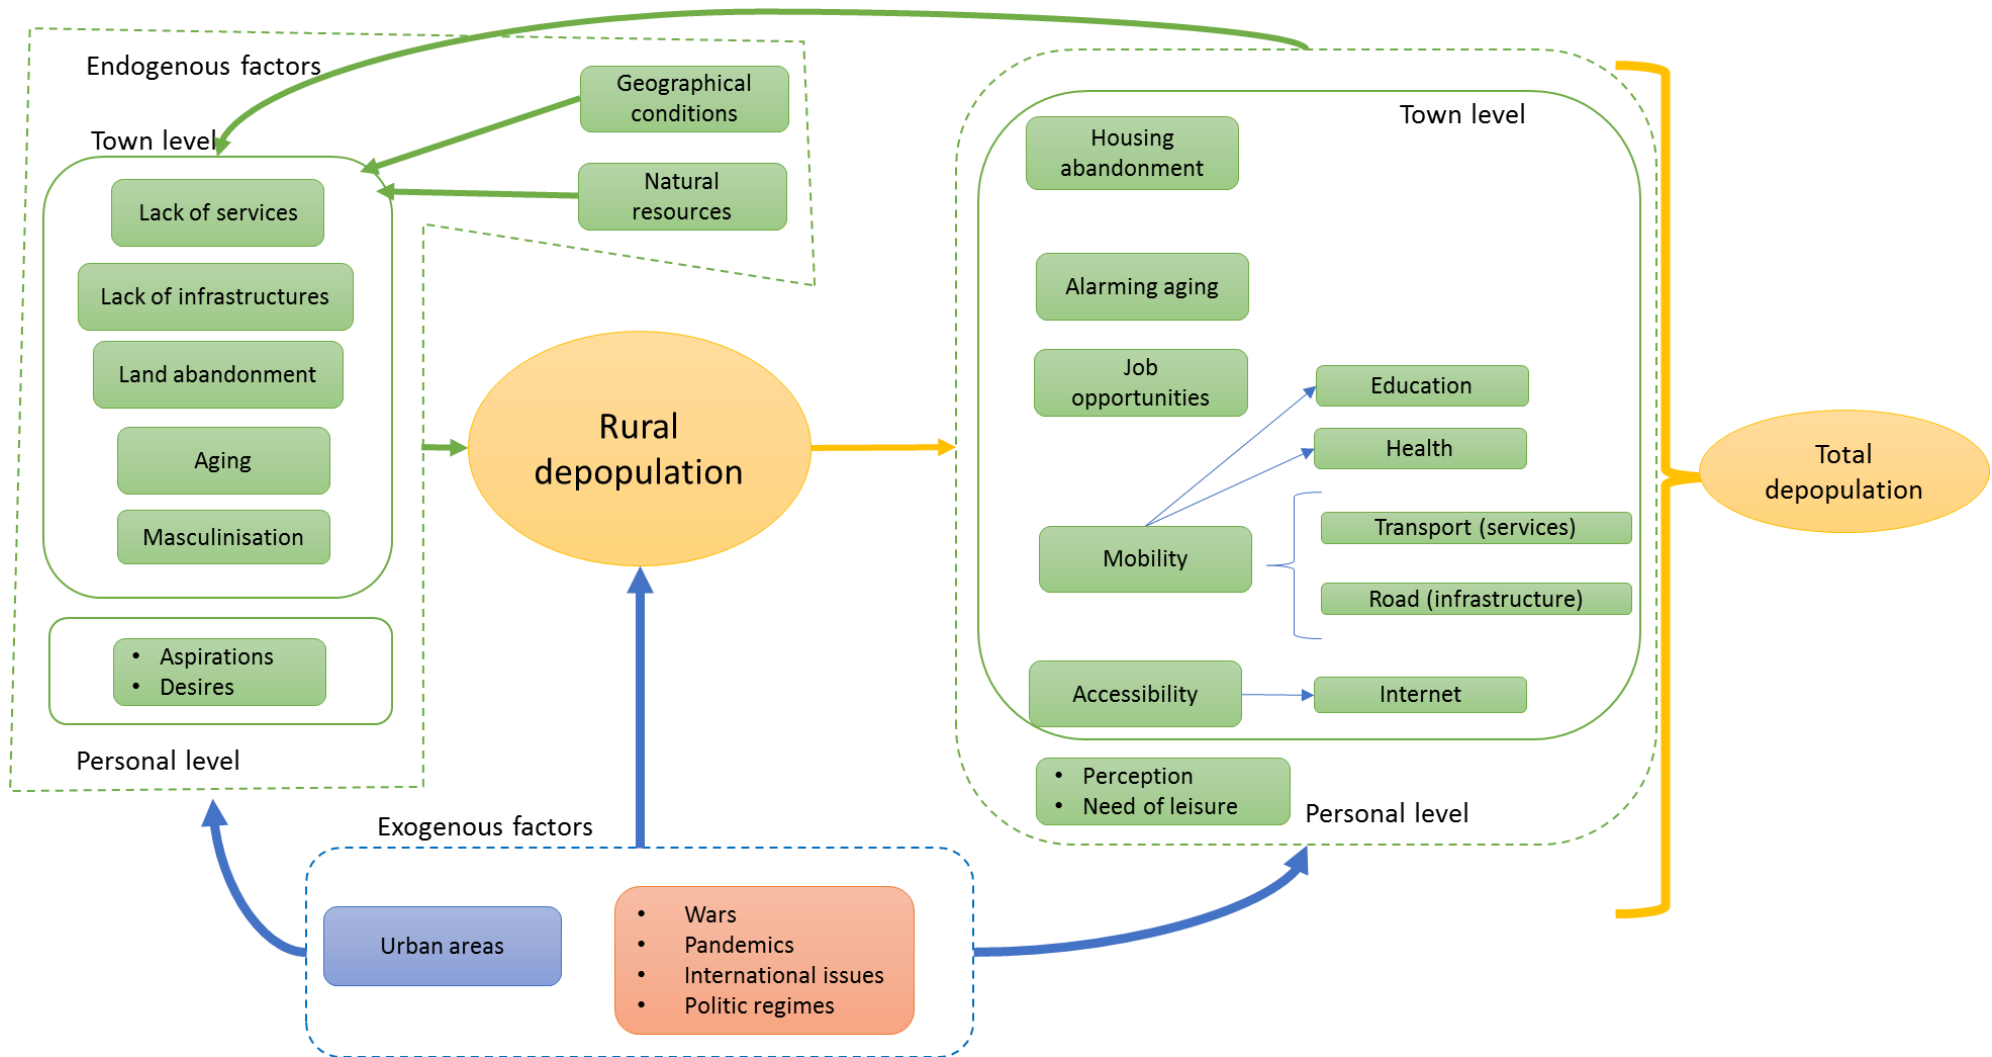 Endogenous factors
Geographical
conditions
Natural
resources
Town level
Lack of services
Lack of infrastructures
Land abandonment
Aging
Masculinisation
• Aspirations
• Desires
Personal level
Rural
depopulation
Exogenous factors
Urban areas
• Wars
• Pandemics
• International issues
• Politic regimes
Town level
Housing
abandonment
Alarming aging
Job
opportunities
Education
Health
Mobility
Transport (services)
Road (infrastructure)
Accessibility
Internet
• Perception
• Need of leisure
Personal level
Total
depopulation